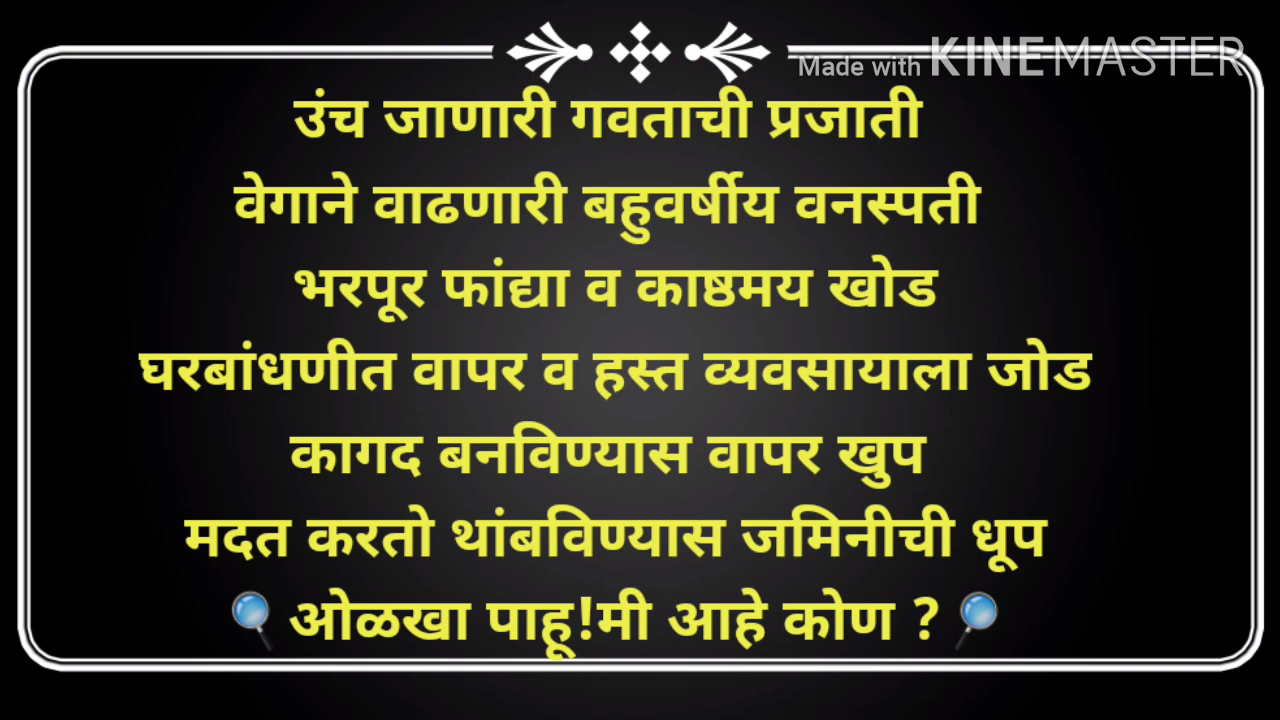 Made with KINEMASTER
उंच जाणारी गवताची प्रजाती
वेगाने वाढणारी बहुवर्षीय वनस्पती
भरपूर फांद्या व काष्ठमय खोड
घरबांधणीत वापर व हस्त व्यवसायाला जोड
कागद बनविण्यास वापर खुप
मदत करतो थांबविण्यास जमिनीची धूप
🔍 ओळखा पाहू!मी आहे कोण ? 🔎